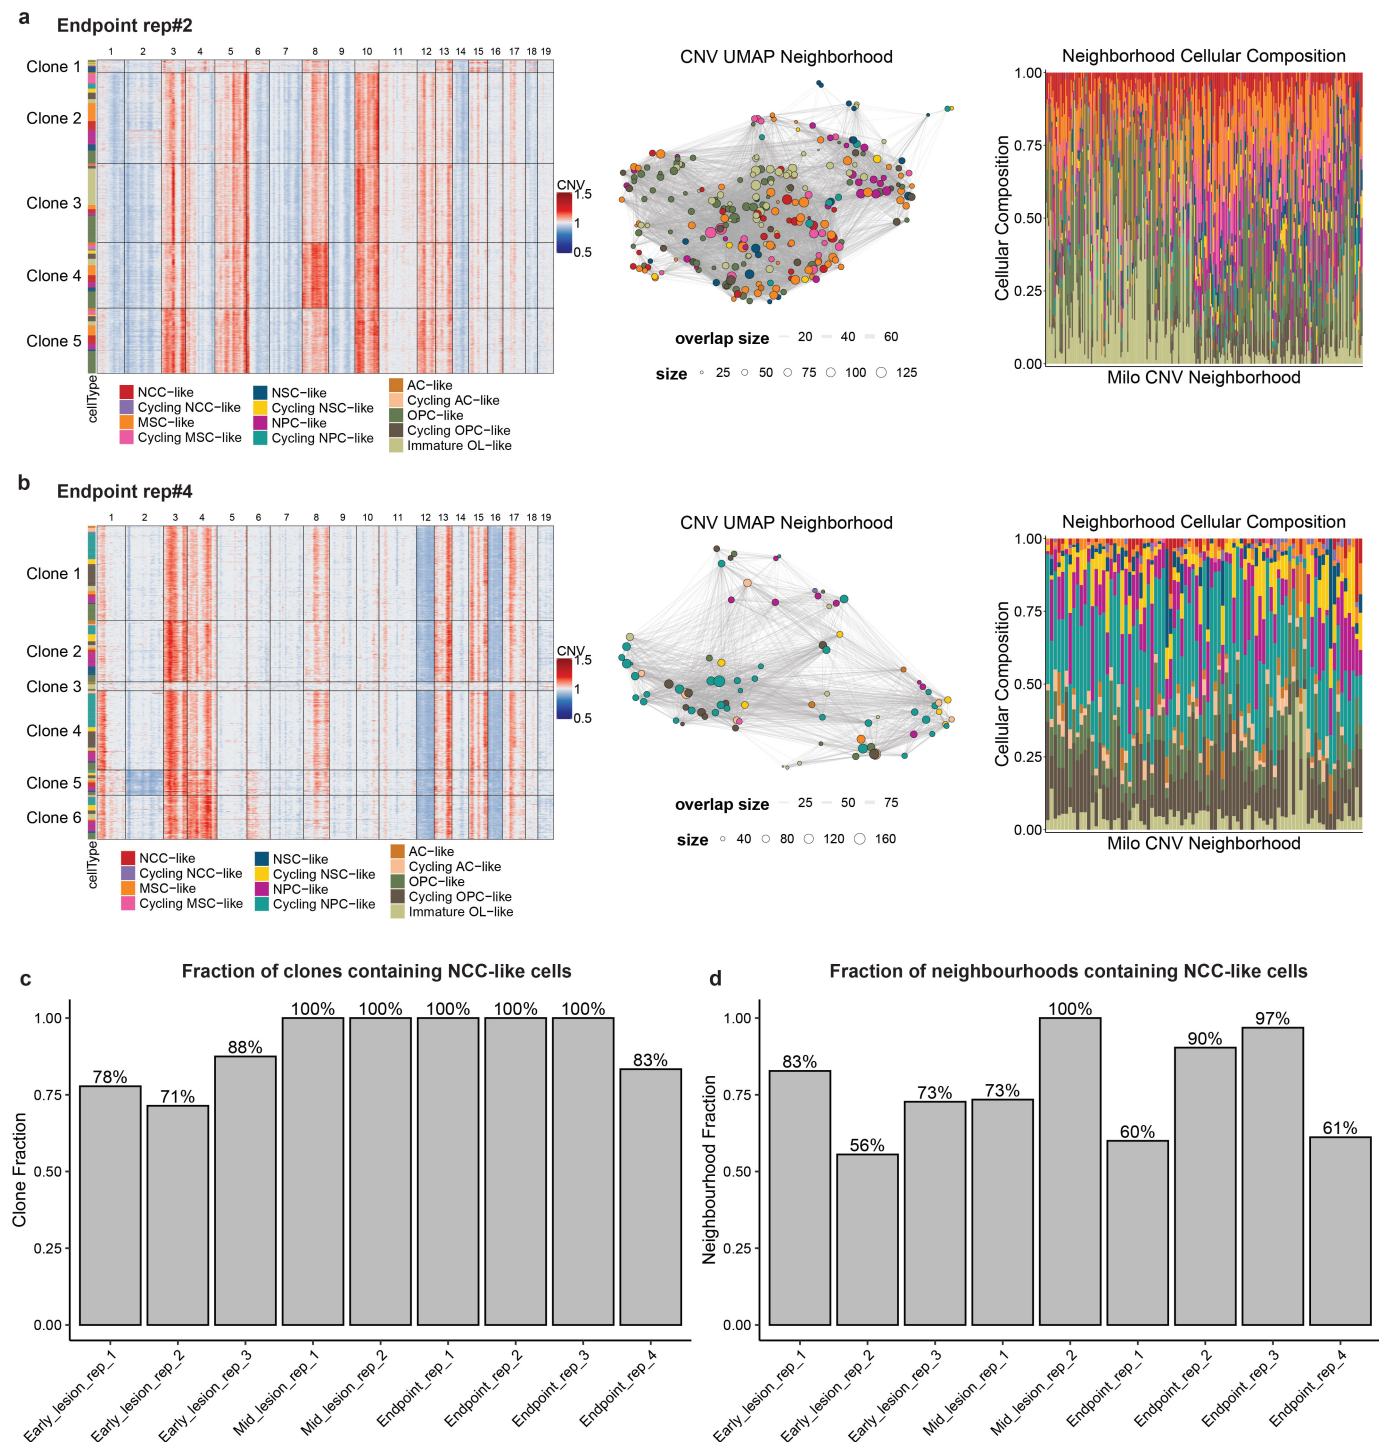 a
Endpoint rep#2
1 2 3 4 5 6 7 8 9 10 11 12 13 14 15 16 17 18 19
Clone 1
Clone 2
Clone 3
Clone 4
Clone 5
cellType
CNV
1.5
1
0.5
NCC-like
Cycling NCC-like
MSC-like
Cycling MSC-like
NSC-like
Cycling NSC-like
NPC-like
Cycling NPC-like
AC-like
Cycling AC-like
OPC-like
Cycling OPC-like
Immature OL-like
CNV UMAP Neighborhood
overlap size 20 40 60
size 25 50 75 100 125
Neighborhood Cellular Composition
Cellular Composition
1.00
0.75
0.50
0.25
0.00
Milo CNV Neighborhood
b
Endpoint rep#4
1 2 3 4 5 6 7 8 9 10 11 12 13 14 15 16 17 18 19
Clone 1
Clone 2
Clone 3
Clone 4
Clone 5
Clone 6
cellType
CNV
1.5
1
0.5
NCC-like
Cycling NCC-like
MSC-like
Cycling MSC-like
NSC-like
Cycling NSC-like
NPC-like
Cycling NPC-like
AC-like
Cycling AC-like
OPC-like
Cycling OPC-like
Immature OL-like
CNV UMAP Neighborhood
overlap size 25 50 75
size 40 80 120 160
Neighborhood Cellular Composition
Cellular Composition
1.00
0.75
0.50
0.25
0.00
Milo CNV Neighborhood
c
Fraction of clones containing NCC-like cells
Clone Fraction
1.00
0.75
0.50
0.25
0.00
78% 71% 88% 100% 100% 100% 100% 100% 83%
Early_lesion_rep_1
Early_lesion_rep_2
Early_lesion_rep_3
Mid_lesion_rep_1
Mid_lesion_rep_2
Endpoint_rep_1
Endpoint_rep_2
Endpoint_rep_3
Endpoint_rep_4
d
Fraction of neighbourhoods containing NCC-like cells
Neighbourhood Fraction
1.00
0.75
0.50
0.25
0.00
83% 56% 73% 73% 100% 60% 90% 97% 61%
Early_lesion_rep_1
Early_lesion_rep_2
Early_lesion_rep_3
Mid_lesion_rep_1
Mid_lesion_rep_2
Endpoint_rep_1
Endpoint_rep_2
Endpoint_rep_3
Endpoint_rep_4